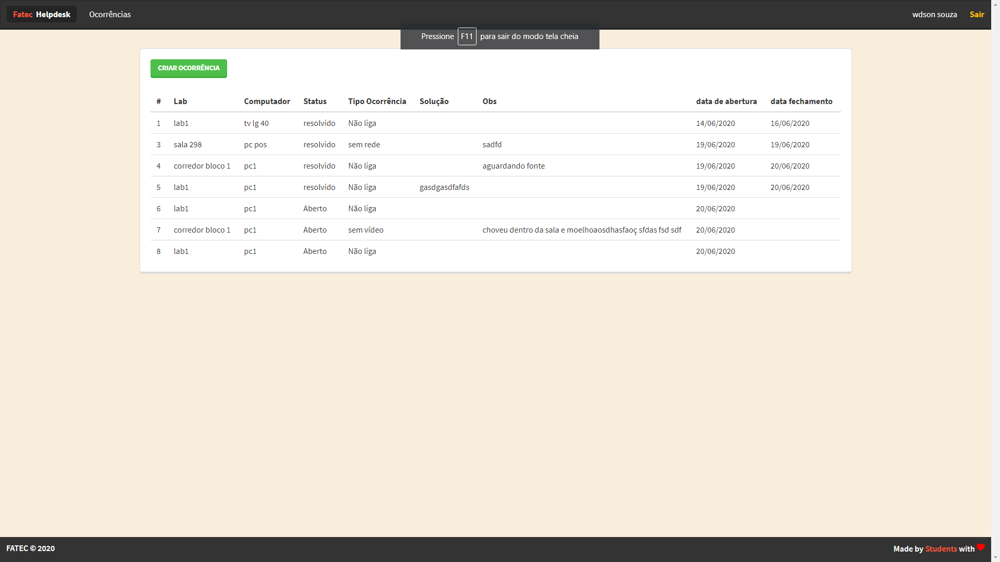 Fatec Helpdesk Ocorrências wdson souza Sair
Pressione F11 para sair do modo tela cheia
CRIAR OCORRÊNCIA
# Lab Computador Status Tipo Ocorrência Solução Obs data de abertura data fechamento
1 lab1 tv lg 40 resolvido Não liga 14/06/2020 16/06/2020
3 sala 298 pc pos resolvido sem rede sadfd 19/06/2020 19/06/2020
4 corredor bloco 1 pc1 resolvido Não liga aguardando fonte 19/06/2020 20/06/2020
5 lab1 pc1 resolvido Não liga gasdgasdfafds 19/06/2020 20/06/2020
6 lab1 pc1 Aberto Não liga 20/06/2020
7 corredor bloco 1 pc1 Aberto sem vídeo choveu dentro da sala e moelhoaosdhasfaoç sfdas fsd sdf 20/06/2020
8 lab1 pc1 Aberto Não liga 20/06/2020
FATEC © 2020 Made by Students with